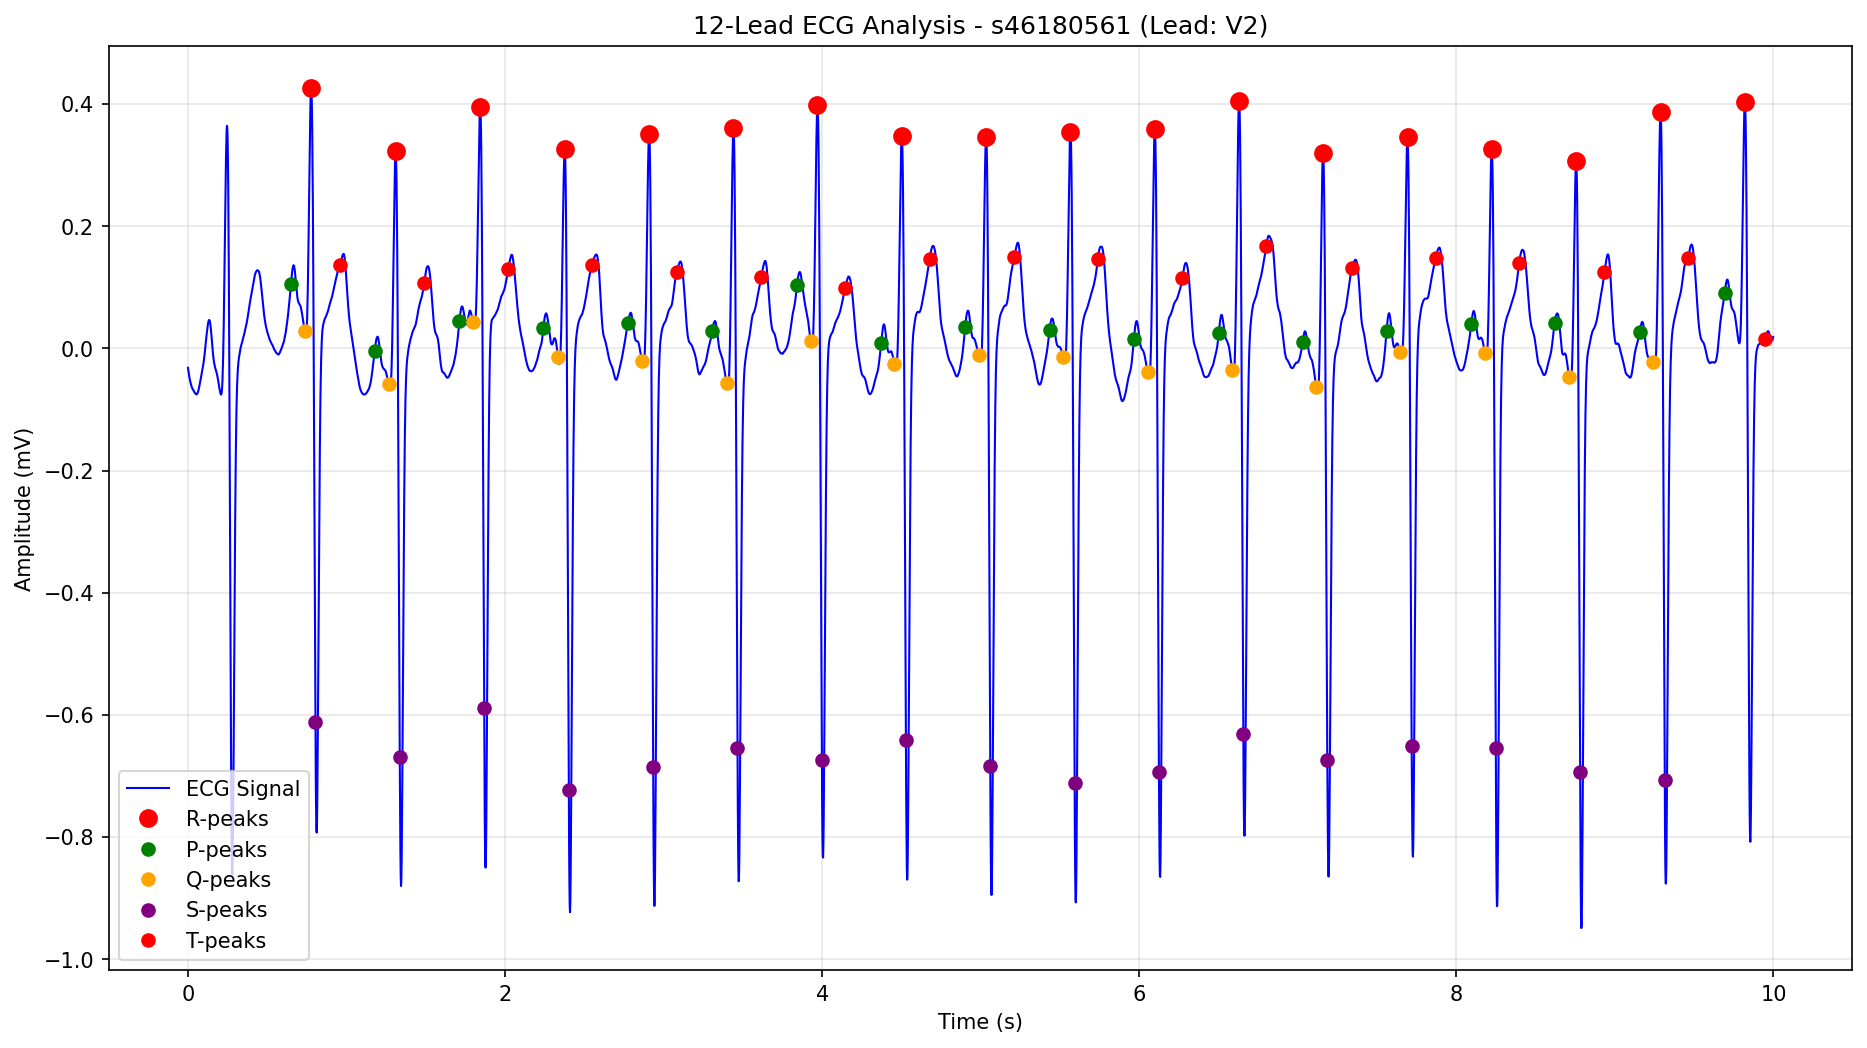 12-Lead ECG Analysis - s46180561 (Lead: V2)
Amplitude (mV)
0.4
0.2
0.0
−0.2
−0.4
−0.6
−0.8
−1.0
ECG Signal
R-peaks
P-peaks
Q-peaks
S-peaks
T-peaks
0 2 4 6 8 10
Time (s)